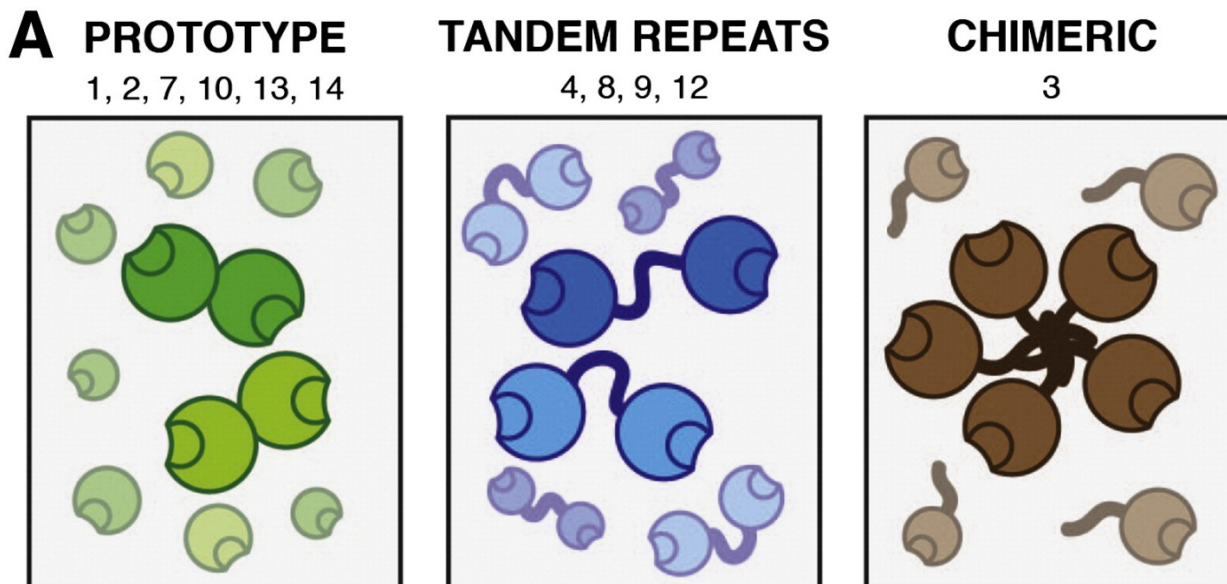 A PROTOTYPE TANDEM REPEATS CHIMERIC
1, 2, 7, 10, 13, 14 4, 8, 9, 12 3